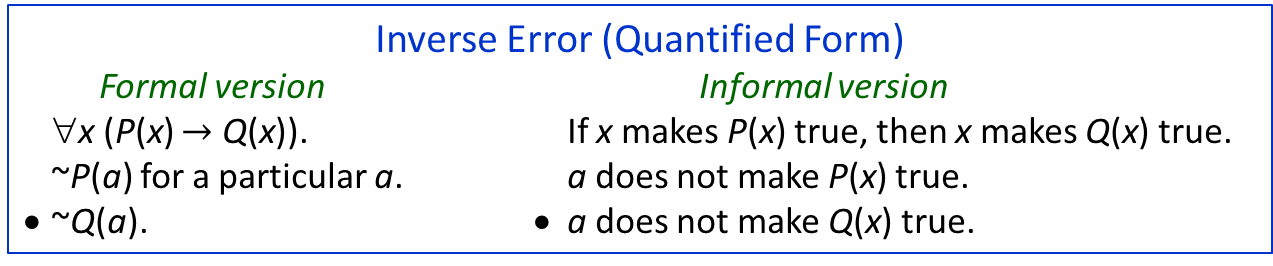 Inverse Error (Quantified Form)
Formal version
Informal version
∀x (P(x) → Q(x)).
If x makes P(x) true, then x makes Q(x) true.
~P(a) for a particular a.
a does not make P(x) true.
• ~Q(a).
• a does not make Q(x) true.